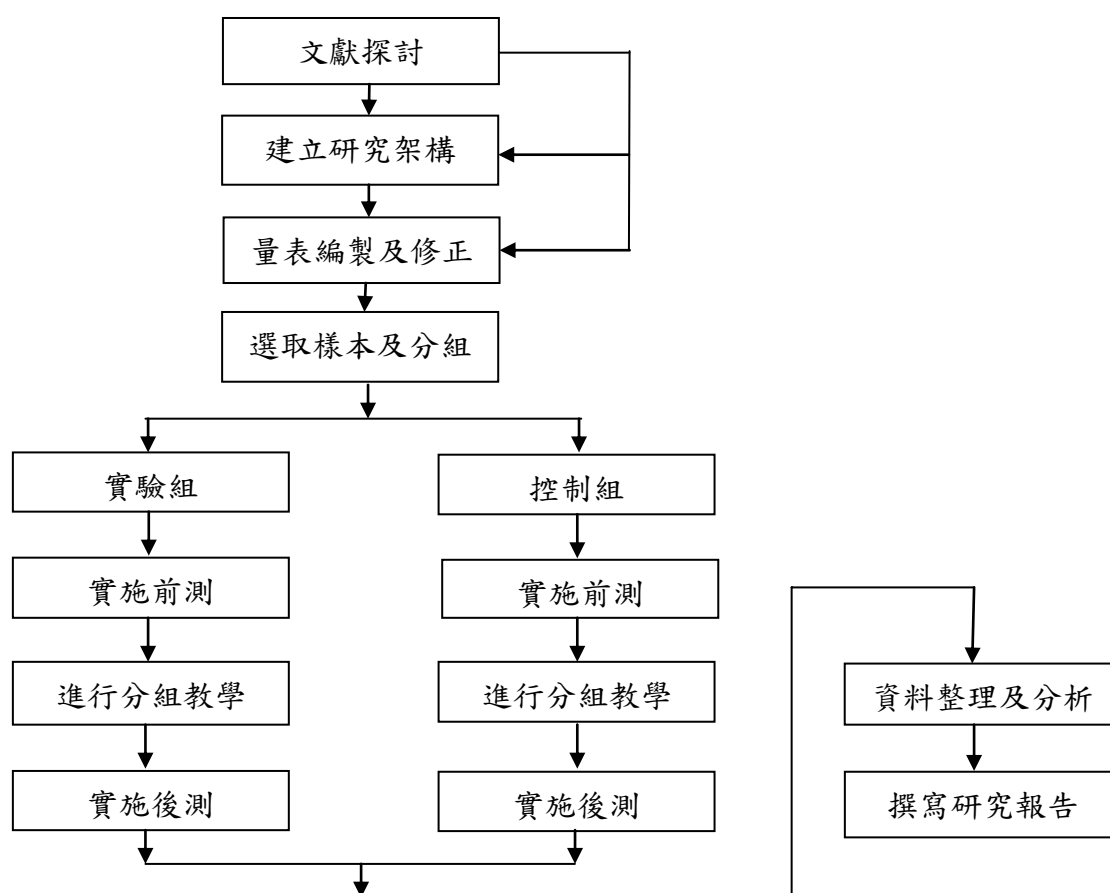 文獻探討
建立研究架構
量表編製及修正
選取樣本及分組
實驗組
控制組
實施前測
實施前測
進行分組教學
進行分組教學
實施後測
實施後測
資料整理及分析
撰寫研究報告